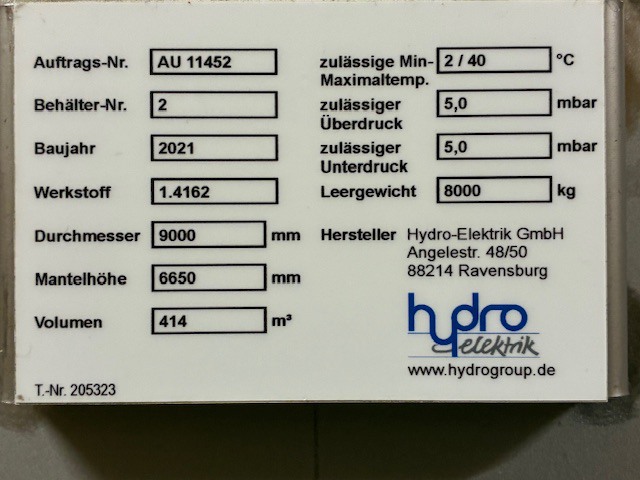 Auftrags-Nr. AU 11452
Behälter-Nr. 2
Baujahr 2021
Werkstoff 1.4162
Durchmesser 9000 mm
Mantelhöhe 6650 mm
Volumen 414 m³
T.-Nr. 205323
zulässige Min- 2 / 40 °C
Maximaltemp.
zulässiger 5,0 mbar
Überdruck
zulässiger 5,0 mbar
Unterdruck
Leergewicht 8000 kg
Hersteller Hydro-Elektrik GmbH
Angelestr. 48/50
88214 Ravensburg
hydro
elektrik
www.hydrogroup.de